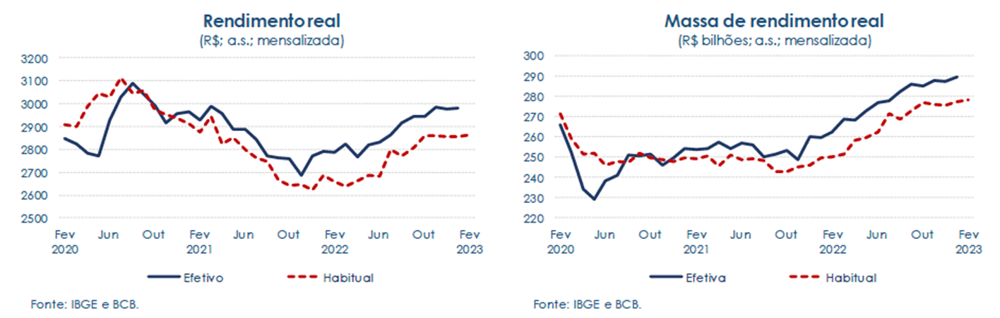 Rendimento real
(R$; a.s.; mensalizada)
3200
3100
3000
2900
2800
2700
2600
2500
Fev Jun Out Fev Jun Out Fev Jun Out Fev
2020 2021 2022 2023
Efetivo Habitual
Fonte: IBGE e BCB.
Massa de rendimento real
(R$ bilhões; a.s.; mensalizada)
300
290
280
270
260
250
240
230
220
Fev Jun Out Fev Jun Out Fev Jun Out Fev
2020 2021 2022 2023
Efetiva Habitual
Fonte: IBGE e BCB.